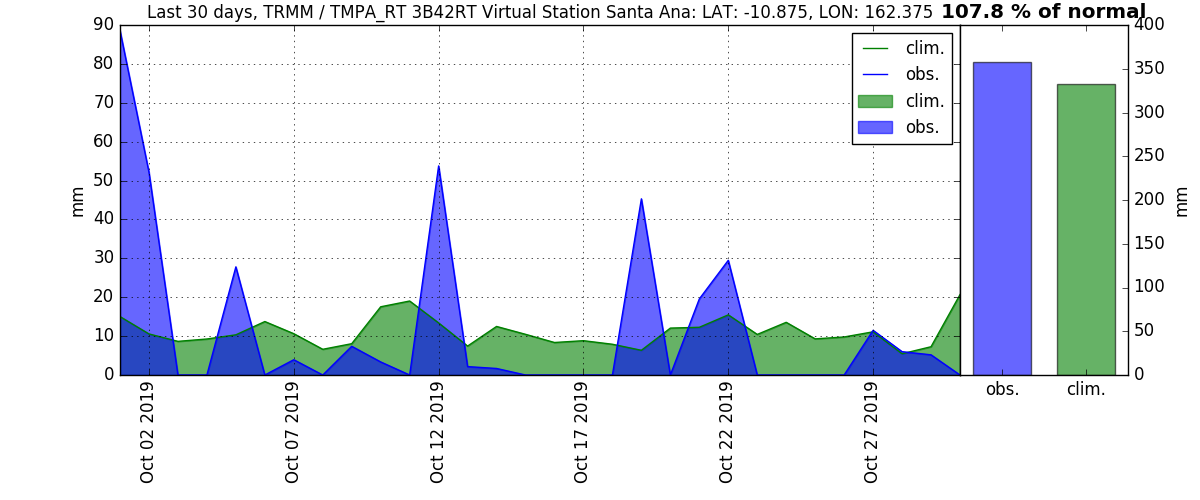 Last 30 days, TRMM / TMPA_RT 3B42RT Virtual Station Santa Ana: LAT: -10.875, LON: 162.375 107.8 % of normal
90
80
70
60
50
40
30
20
10
0
mm
Oct 02 2019
Oct 07 2019
Oct 12 2019
Oct 17 2019
Oct 22 2019
Oct 27 2019
clim.
obs.
clim.
obs.
400
350
300
250
200
150
100
50
0
mm
obs. clim.